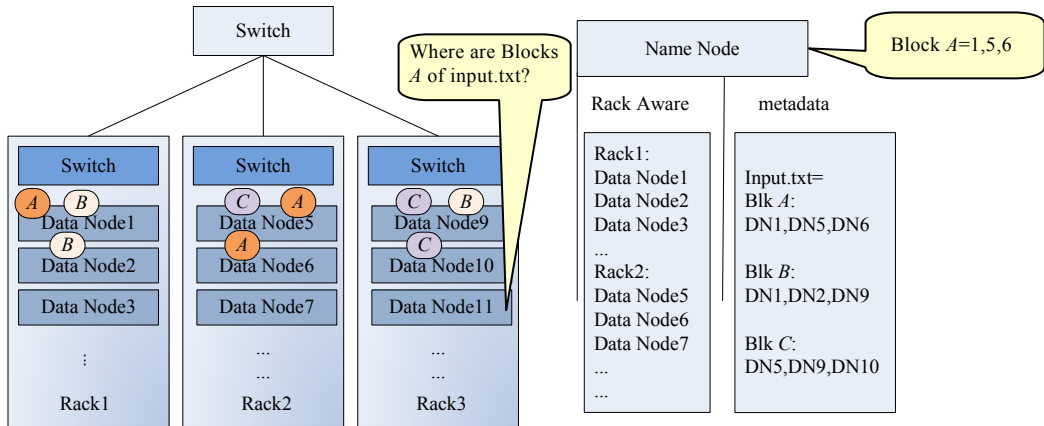 Switch
Where are Blocks
A of input.txt?
Name Node
Block A=1,5,6
Rack Aware
metadata
Switch
A
B
Data Node1
B
Data Node2
Data Node3
...
Rack1
Switch
C
A
Data Node5
A
Data Node6
Data Node7
...
...
Rack2
Switch
C
B
Data Node9
C
Data Node10
Data Node11
...
...
Rack3
Rack1:
Data Node1
Data Node2
Data Node3
...
Rack2:
Data Node5
Data Node6
Data Node7
...
...
Input.txt=
Blk A:
DN1,DN5,DN6
Blk B:
DN1,DN2,DN9
Blk C:
DN5,DN9,DN10